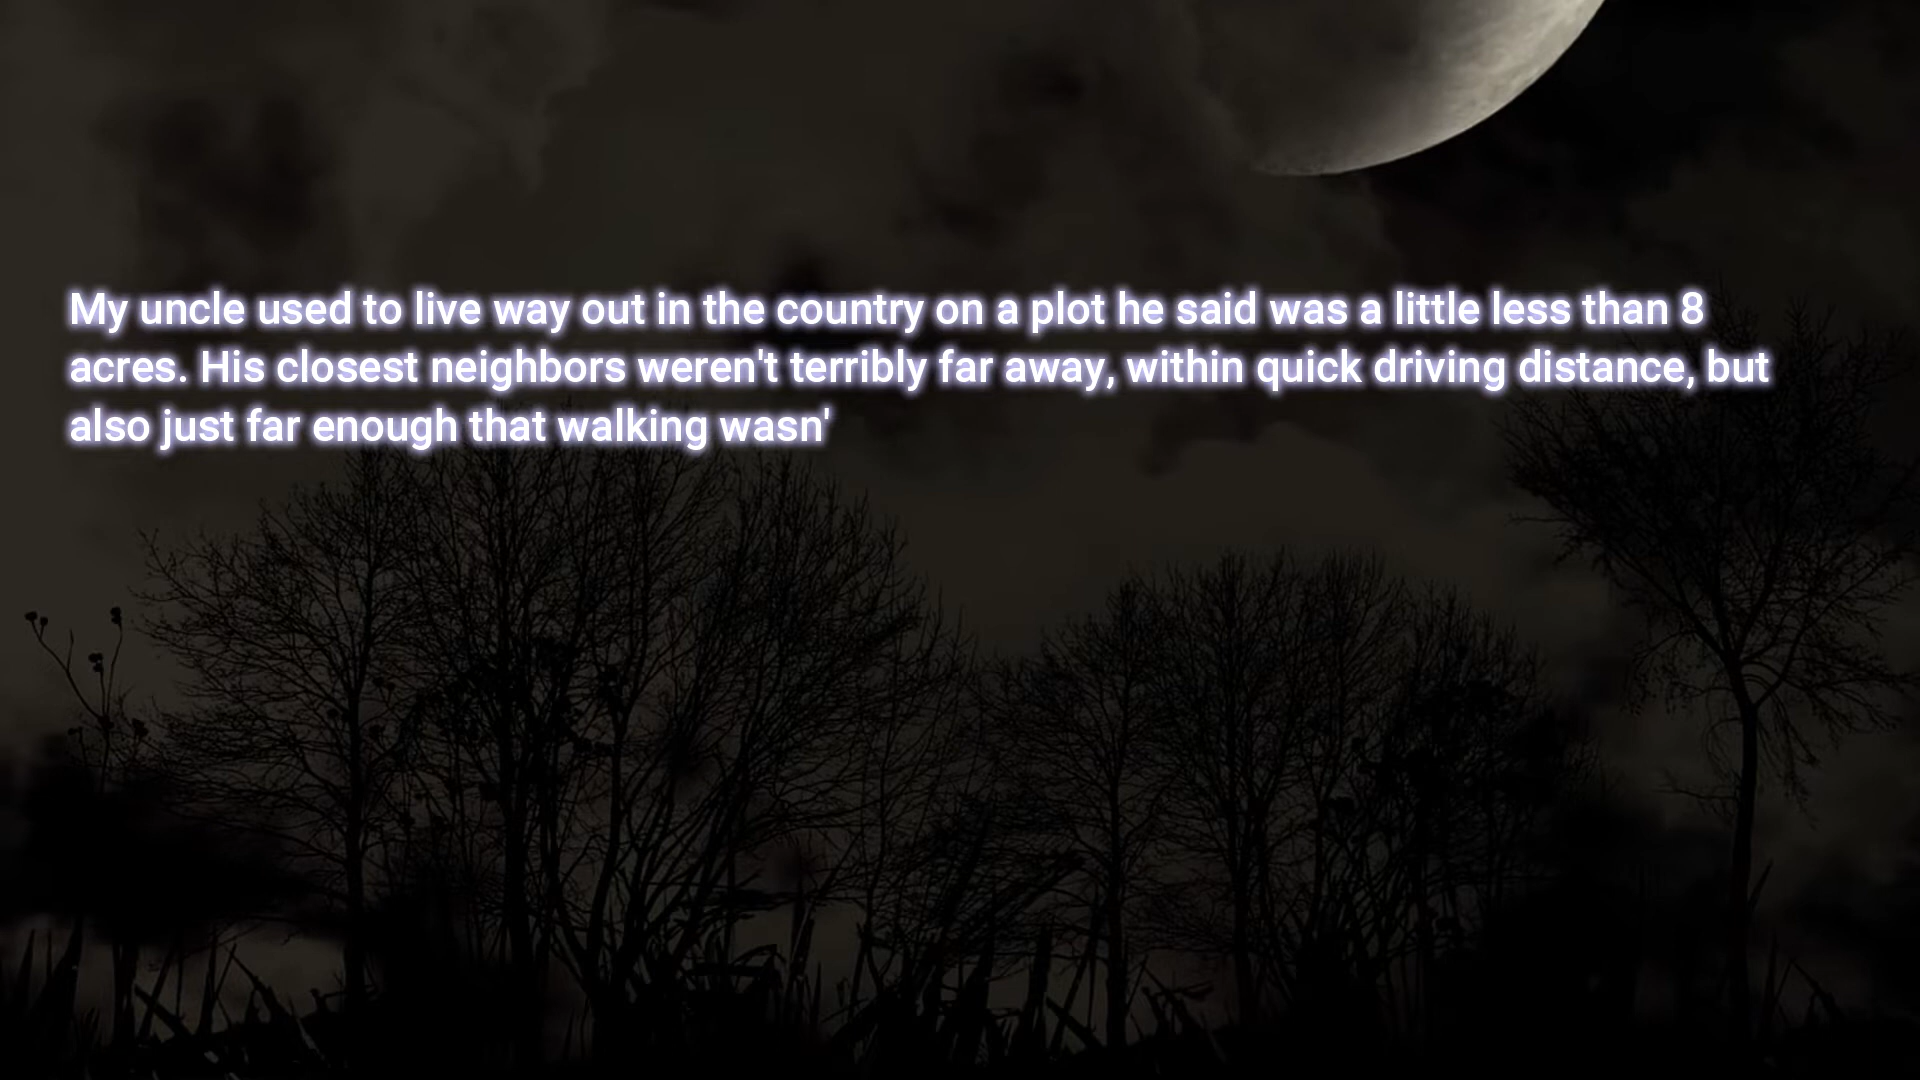 My uncle used to live way out in the country on a plot he said was a little less than 8
acres. His closest neighbors weren't terribly far away, within quick driving distance, but
also just far enough that walking wasn'